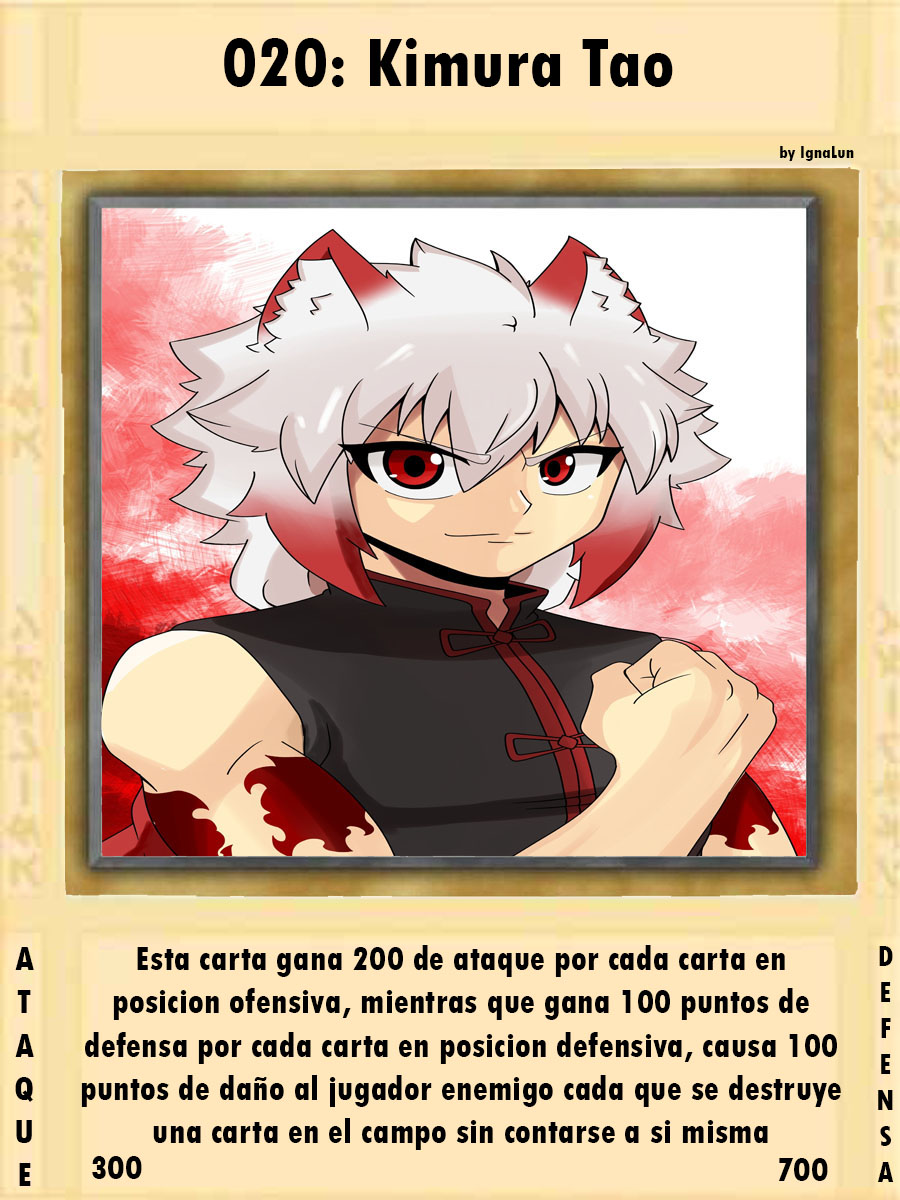 020: Kimura Tao
by IgnaLun
ATAQUE
Esta carta gana 200 de ataque por cada carta en
posicion ofensiva, mientras que gana 100 puntos de
defensa por cada carta en posicion defensiva, causa 100
puntos de daño al jugador enemigo cada que se destruye
una carta en el campo sin contarse a si misma
300
700
DEFENSA